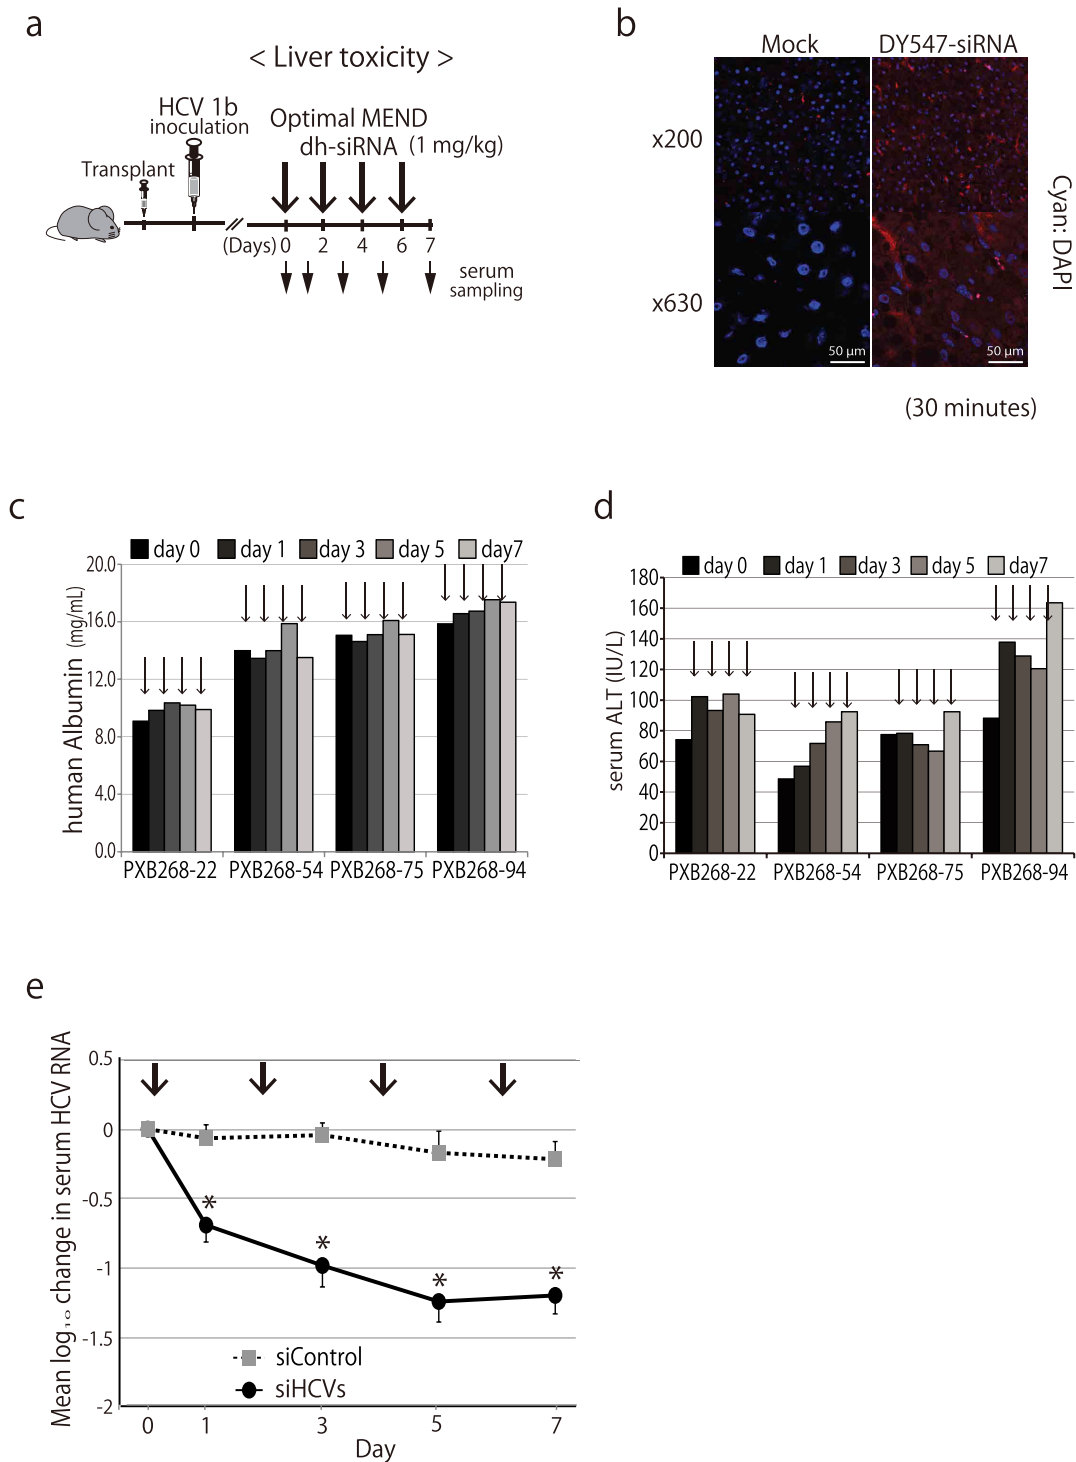 a
< Liver toxicity >
HCV 1b
inoculation
Transplant
Optimal MEND
dh-siRNA (1 mg/kg)
(Days) 0 2 4 6 7
serum
sampling
b
Mock DY547-siRNA
x200
x630
50 µm 50 µm
Cyan: DAPI
(30 minutes)
c
day 0 day 1 day 3 day 5 day7
human Albumin (mg/mL)
20.0
16.0
12.0
8.0
4.0
0.0
PXB268-22 PXB268-54 PXB268-75 PXB268-94
d
day 0 day 1 day 3 day 5 day7
serum ALT (IU/L)
180
160
140
120
100
80
60
40
20
0
PXB268-22 PXB268-54 PXB268-75 PXB268-94
e
Mean log10 change in serum HCV RNA
0.5
0
-0.5
-1
-1.5
-2
* * * *
siControl
siHCVs
0 1 3 5 7
Day